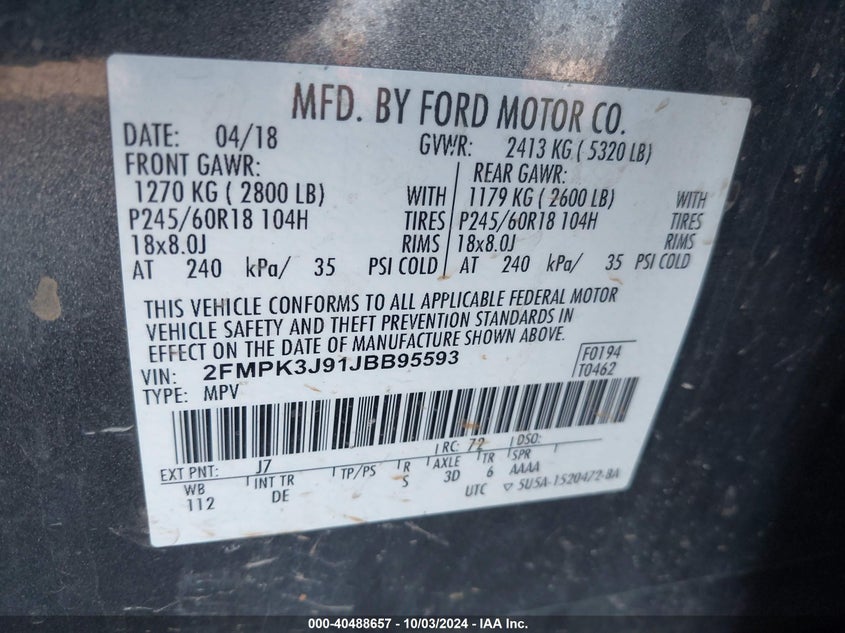 MFD. BY FORD MOTOR CO.
DATE: 04/18 GVWR: 2413 KG ( 5320 LB)
FRONT GAWR: REAR GAWR:
1270 KG ( 2800 LB) WITH 1179 KG ( 2600 LB) WITH
P245/60R18 104H TIRES P245/60R18 104H TIRES
18x8.0J RIMS 18x8.0J RIMS
AT 240 kPa/ 35 PSI COLD AT 240 kPa/ 35 PSI COLD
THIS VEHICLE CONFORMS TO ALL APPLICABLE FEDERAL MOTOR
VEHICLE SAFETY AND THEFT PREVENTION STANDARDS IN
EFFECT ON THE DATE OF MANUFACTURE SHOWN ABOVE.
VIN: 2FMPK3J91JBB95593 F0194
TYPE: MPV T0462
EXT PNT: J7 RC: 72 DSO:
WB INT TR TP/PS R AXLE TR SPR
112 DE S 3D 6 AAAA
UTC ▽ 5U5A-1520472-BA
000-40488657 - 10/03/2024 - IAA Inc.